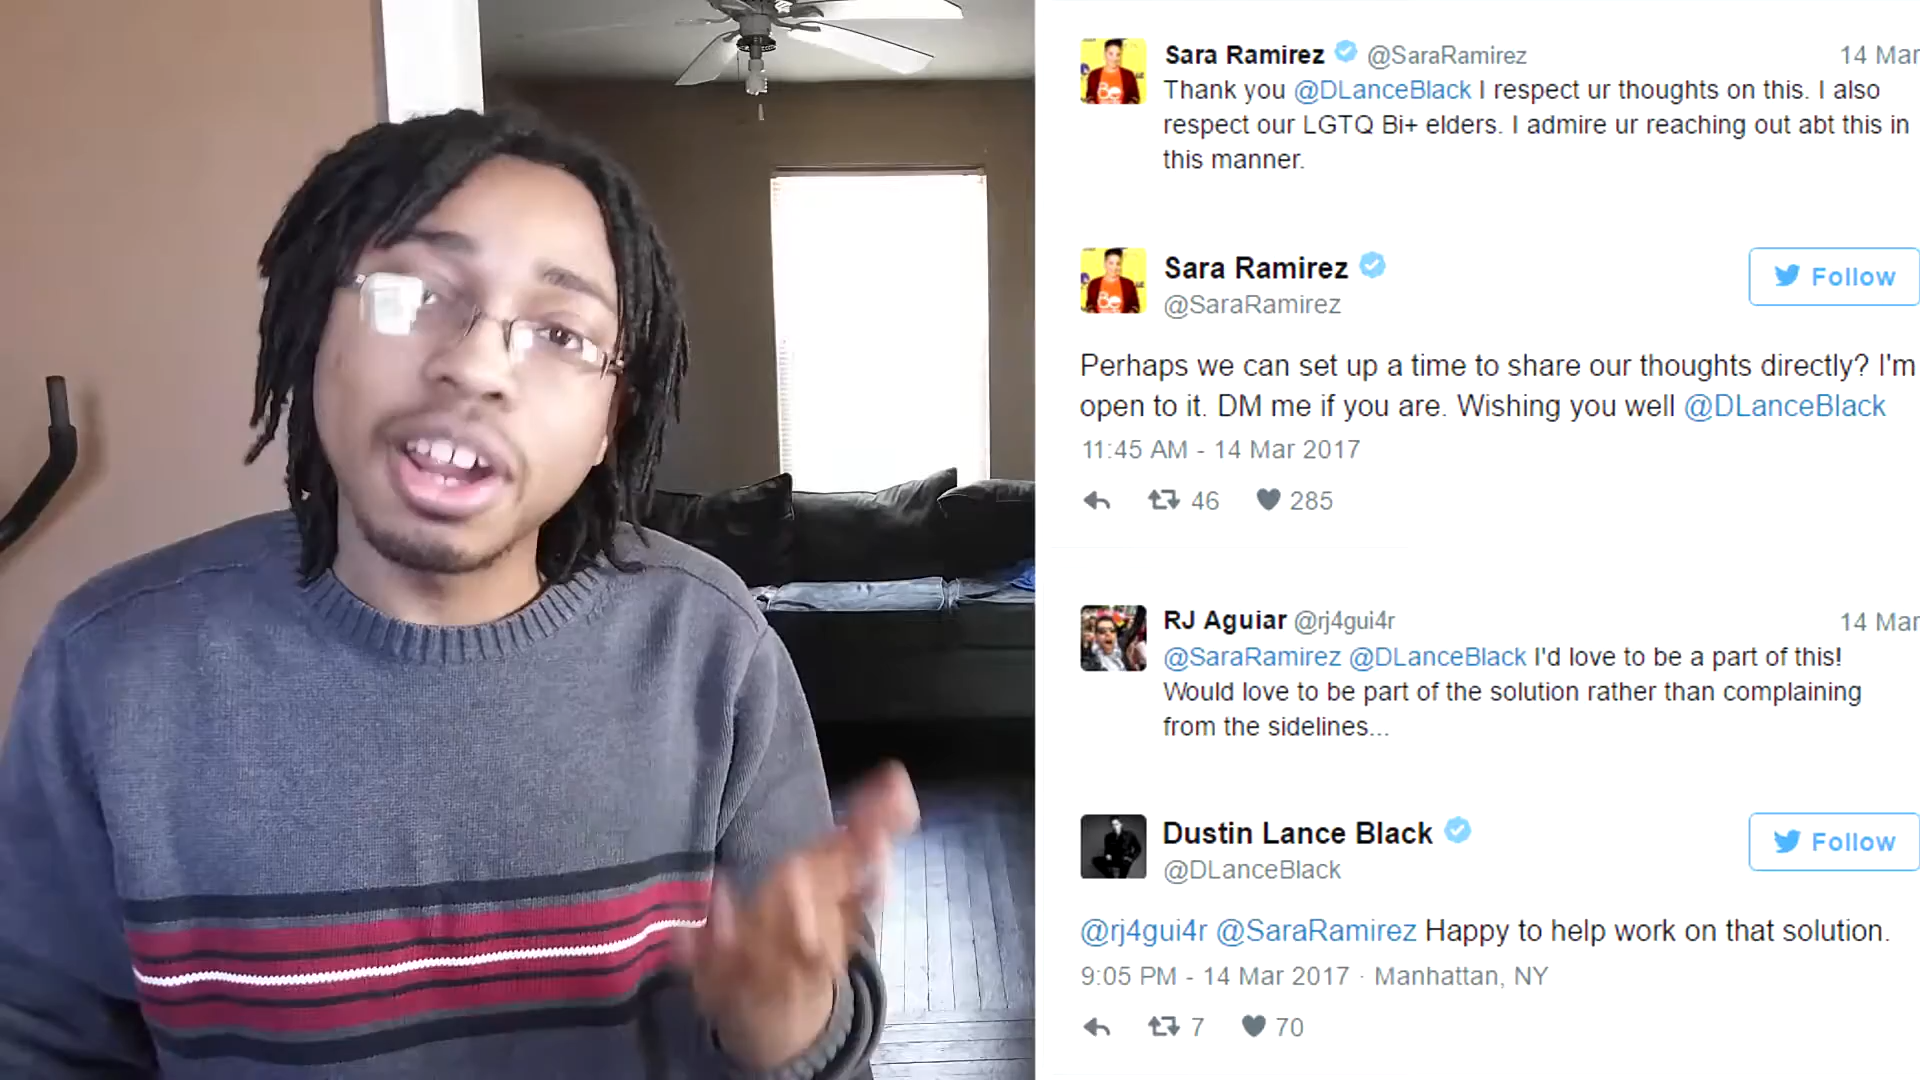 Sara Ramirez @SaraRamirez 14 Mar
Thank you @DLanceBlack I respect ur thoughts on this. I also
respect our LGTQ Bi+ elders. I admire ur reaching out abt this in
this manner.
Sara Ramirez
Follow
@SaraRamirez
Perhaps we can set up a time to share our thoughts directly? I'm
open to it. DM me if you are. Wishing you well @DLanceBlack
11:45 AM - 14 Mar 2017
46 285
RJ Aguiar @rj4gui4r 14 Mar
@SaraRamirez @DLanceBlack I'd love to be a part of this!
Would love to be part of the solution rather than complaining
from the sidelines...
Dustin Lance Black
Follow
@DLanceBlack
@rj4gui4r @SaraRamirez Happy to help work on that solution.
9:05 PM - 14 Mar 2017 · Manhattan, NY
7 70